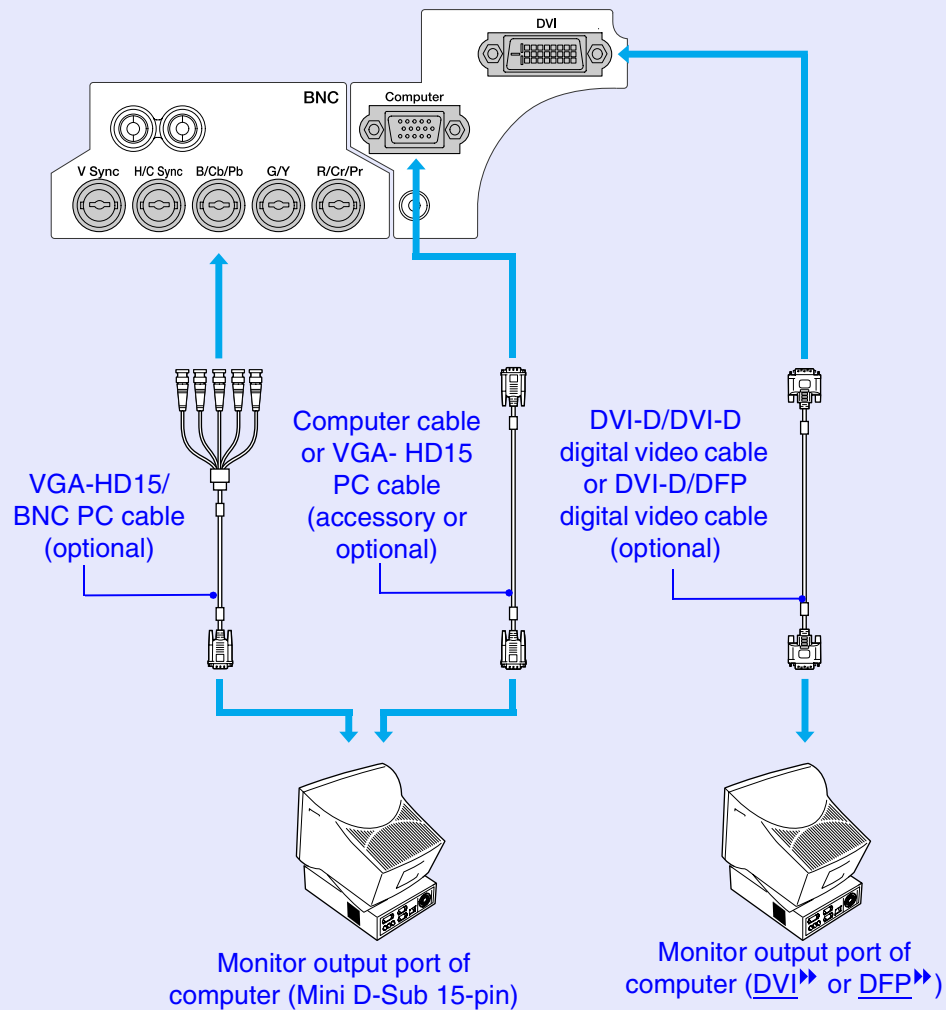 DVI
BNC
Computer
V Sync
H/C Sync
B/Cb/Pb
G/Y
R/Cr/Pr
VGA-HD15/
BNC PC cable
(optional)
Computer cable
or VGA- HD15
PC cable
(accessory or
optional)
DVI-D/DVI-D
digital video cable
or DVI-D/DFP
digital video cable
(optional)
Monitor output port of
computer (Mini D-Sub 15-pin)
Monitor output port of
computer (DVI or DFP)